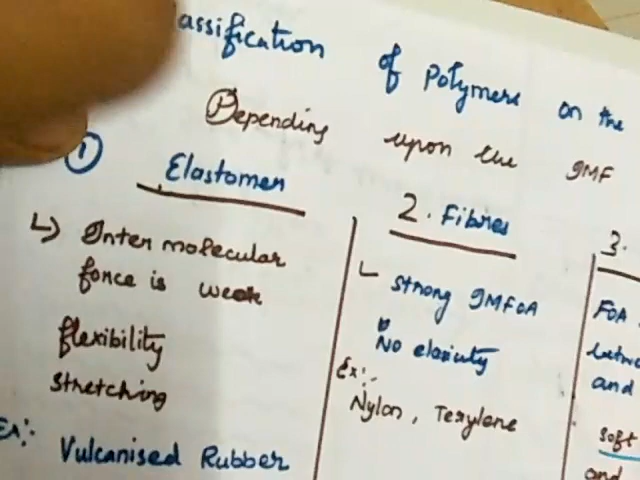 assification of Polymers on the
Depending upon the IMF
1 Elastomer
↳ Inter molecular
force is weak
flexibility
Stretching
Ex:- Vulcanised Rubber
2. Fibres
↳ strong IMFOA
No elasticity
Ex:-
Nylon, Terylene
3.
FOA
and
soft
and